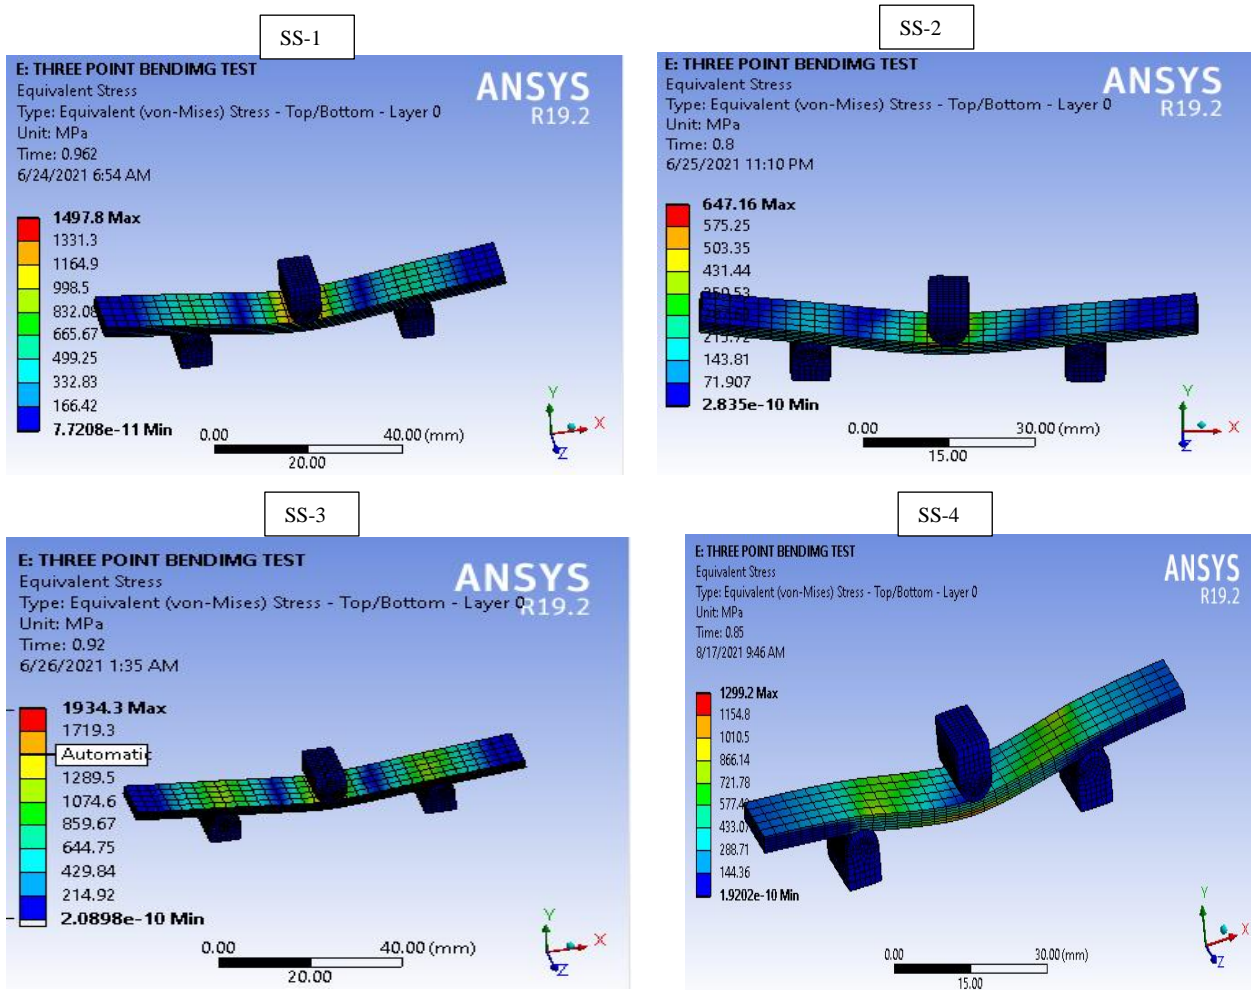 SS-1
E: THREE POINT BENDIMG TEST
Equivalent Stress
Type: Equivalent (von-Mises) Stress - Top/Bottom - Layer 0
Unit: MPa
Time: 0.962
6/24/2021 6:54 AM
ANSYS
R19.2
1497.8 Max
1331.3
1164.9
998.5
832.08
665.67
499.25
332.83
166.42
7.7208e-11 Min
0.00
40.00 (mm)
20.00
Y
X
Z
SS-2
E: THREE POINT BENDIMG TEST
Equivalent Stress
Type: Equivalent (von-Mises) Stress - Top/Bottom - Layer 0
Unit: MPa
Time: 0.8
6/25/2021 11:10 PM
ANSYS
R19.2
647.16 Max
575.25
503.35
431.44
143.81
71.907
2.835e-10 Min
0.00
30.00 (mm)
15.00
Y
X
Z
SS-3
E: THREE POINT BENDIMG TEST
Equivalent Stress
Type: Equivalent (von-Mises) Stress - Top/Bottom - Layer 0
Unit: MPa
Time: 0.92
6/26/2021 1:35 AM
ANSYS
R19.2
1934.3 Max
1719.3
Automatic
1289.5
1074.6
859.67
644.75
429.84
214.92
2.0898e-10 Min
0.00
40.00 (mm)
20.00
Y
X
Z
SS-4
E: THREE POINT BENDIMG TEST
Equivalent Stress
Type: Equivalent (von-Mises) Stress - Top/Bottom - Layer 0
Unit: MPa
Time: 0.85
8/17/2021 9:46 AM
ANSYS
R19.2
1299.2 Max
1154.8
1010.5
866.14
721.78
433.07
288.71
144.36
1.9202e-10 Min
0.00
30.00 (mm)
15.00
Y
X
Z